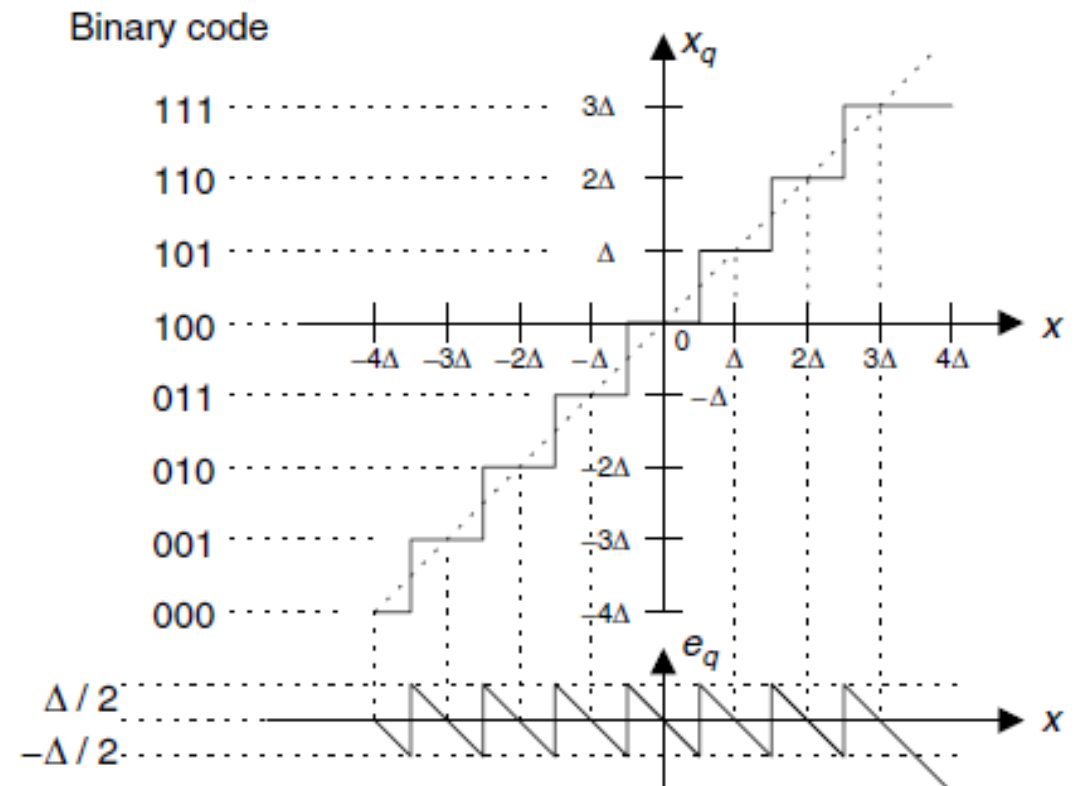 Binary code
x_q
111 3Δ
110 2Δ
101 Δ
100 0 x
−4Δ −3Δ −2Δ −Δ Δ 2Δ 3Δ 4Δ
011 −Δ
010 −2Δ
001 −3Δ
000 −4Δ
e_q
Δ / 2
x
−Δ / 2